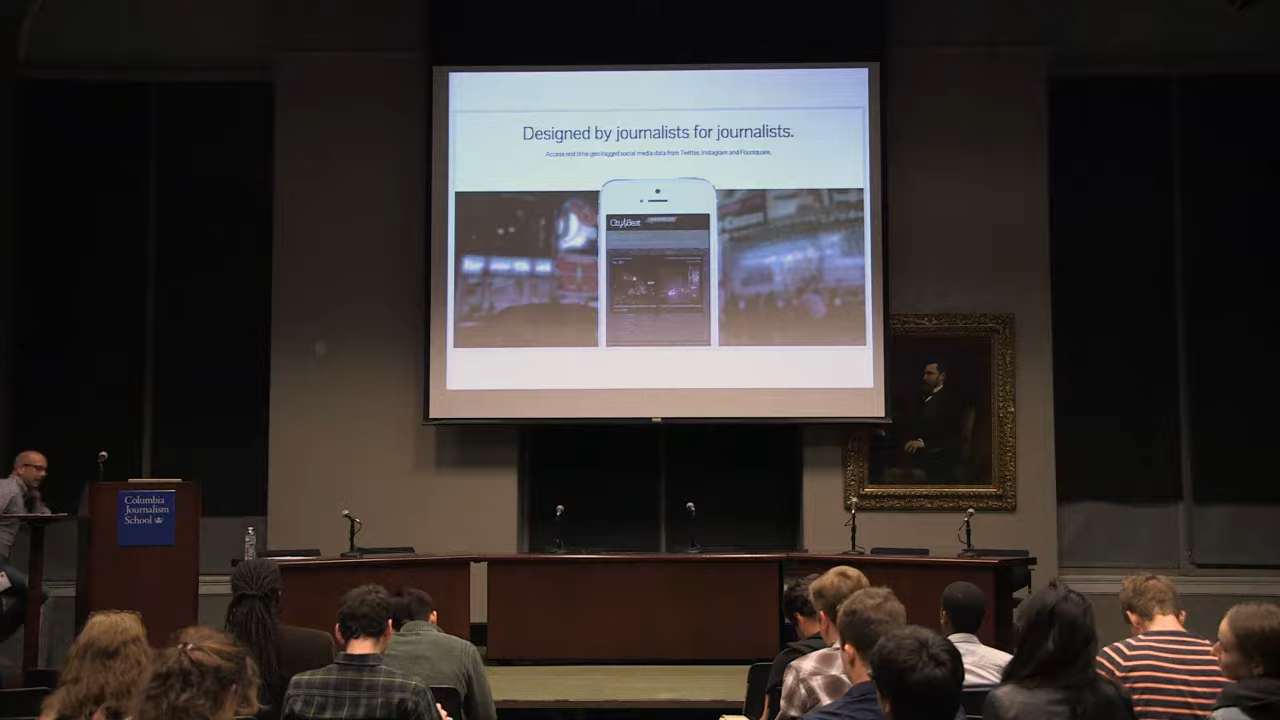 Designed by journalists for journalists.
Access real time geo-tagged social media data from Twitter, Instagram and Foursquare.
CityBeat
Columbia
Journalism
School